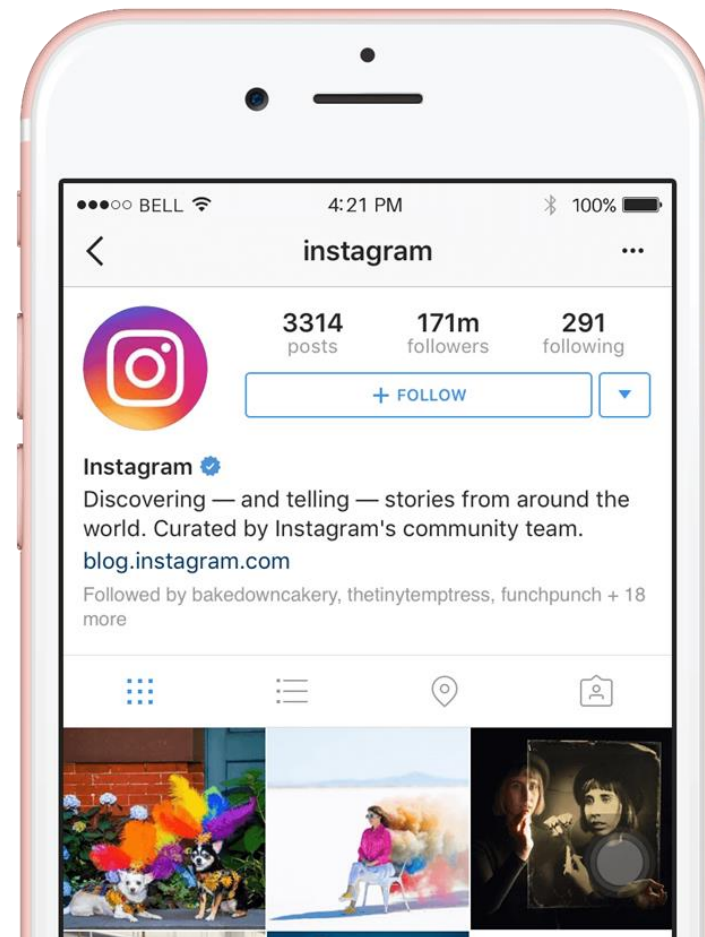 BELL 4:21 PM 100%
instagram
3314 171m 291
posts followers following
+ FOLLOW
Instagram
Discovering — and telling — stories from around the
world. Curated by Instagram's community team.
blog.instagram.com
Followed by bakedowncakery, thetinytemptress, funchpunch + 18
more